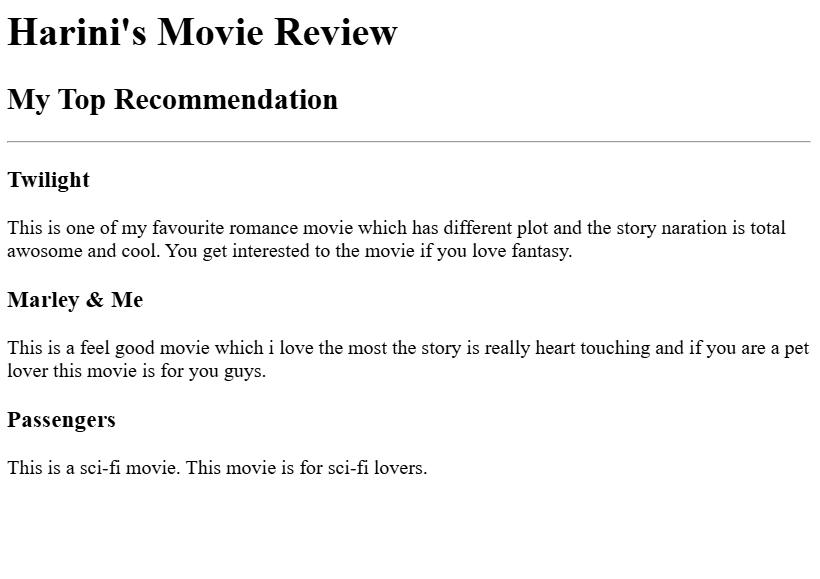 Harini's Movie Review
My Top Recommendation
Twilight
This is one of my favourite romance movie which has different plot and the story naration is total
awosome and cool. You get interested to the movie if you love fantasy.
Marley & Me
This is a feel good movie which i love the most the story is really heart touching and if you are a pet
lover this movie is for you guys.
Passengers
This is a sci-fi movie. This movie is for sci-fi lovers.